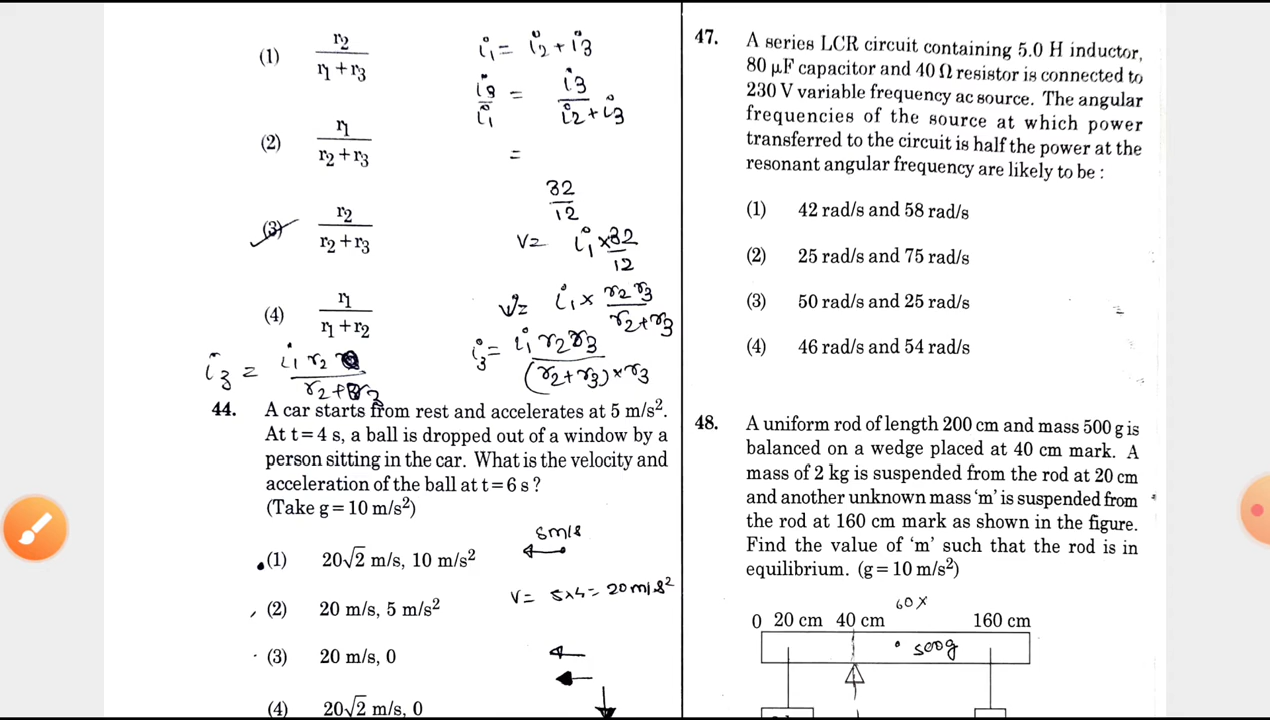 (1) r2 / r1 + r3
i1 = i2 + i3
i3 / i1 = i3 / i2 + i3
(2) r1 / r2 + r3
=
32 / 12
(3) r2 / r2 + r3
V= i1 × 32 / 12
(4) r1 / r1 + r2
V= i1 × r2 r3 / r2 + r3
i3 = i1 r2 / r2 + r3
i3 = i1 r2 r3 / (r2 + r3) × r3
44. A car starts from rest and accelerates at 5 m/s².
At t = 4 s, a ball is dropped out of a window by a
person sitting in the car. What is the velocity and
acceleration of the ball at t = 6 s ?
(Take g = 10 m/s²)
5m/s
(1) 20√2 m/s, 10 m/s²
V= 5×4= 20m/s²
(2) 20 m/s, 5 m/s²
(3) 20 m/s, 0
(4) 20√2 m/s, 0
47. A series LCR circuit containing 5.0 H inductor,
80 μF capacitor and 40 Ω resistor is connected to
230 V variable frequency ac source. The angular
frequencies of the source at which power
transferred to the circuit is half the power at the
resonant angular frequency are likely to be :
(1) 42 rad/s and 58 rad/s
(2) 25 rad/s and 75 rad/s
(3) 50 rad/s and 25 rad/s
(4) 46 rad/s and 54 rad/s
48. A uniform rod of length 200 cm and mass 500 g is
balanced on a wedge placed at 40 cm mark. A
mass of 2 kg is suspended from the rod at 20 cm
and another unknown mass 'm' is suspended from
the rod at 160 cm mark as shown in the figure.
Find the value of 'm' such that the rod is in
equilibrium. (g = 10 m/s²)
60 X
0 20 cm 40 cm 160 cm
500g